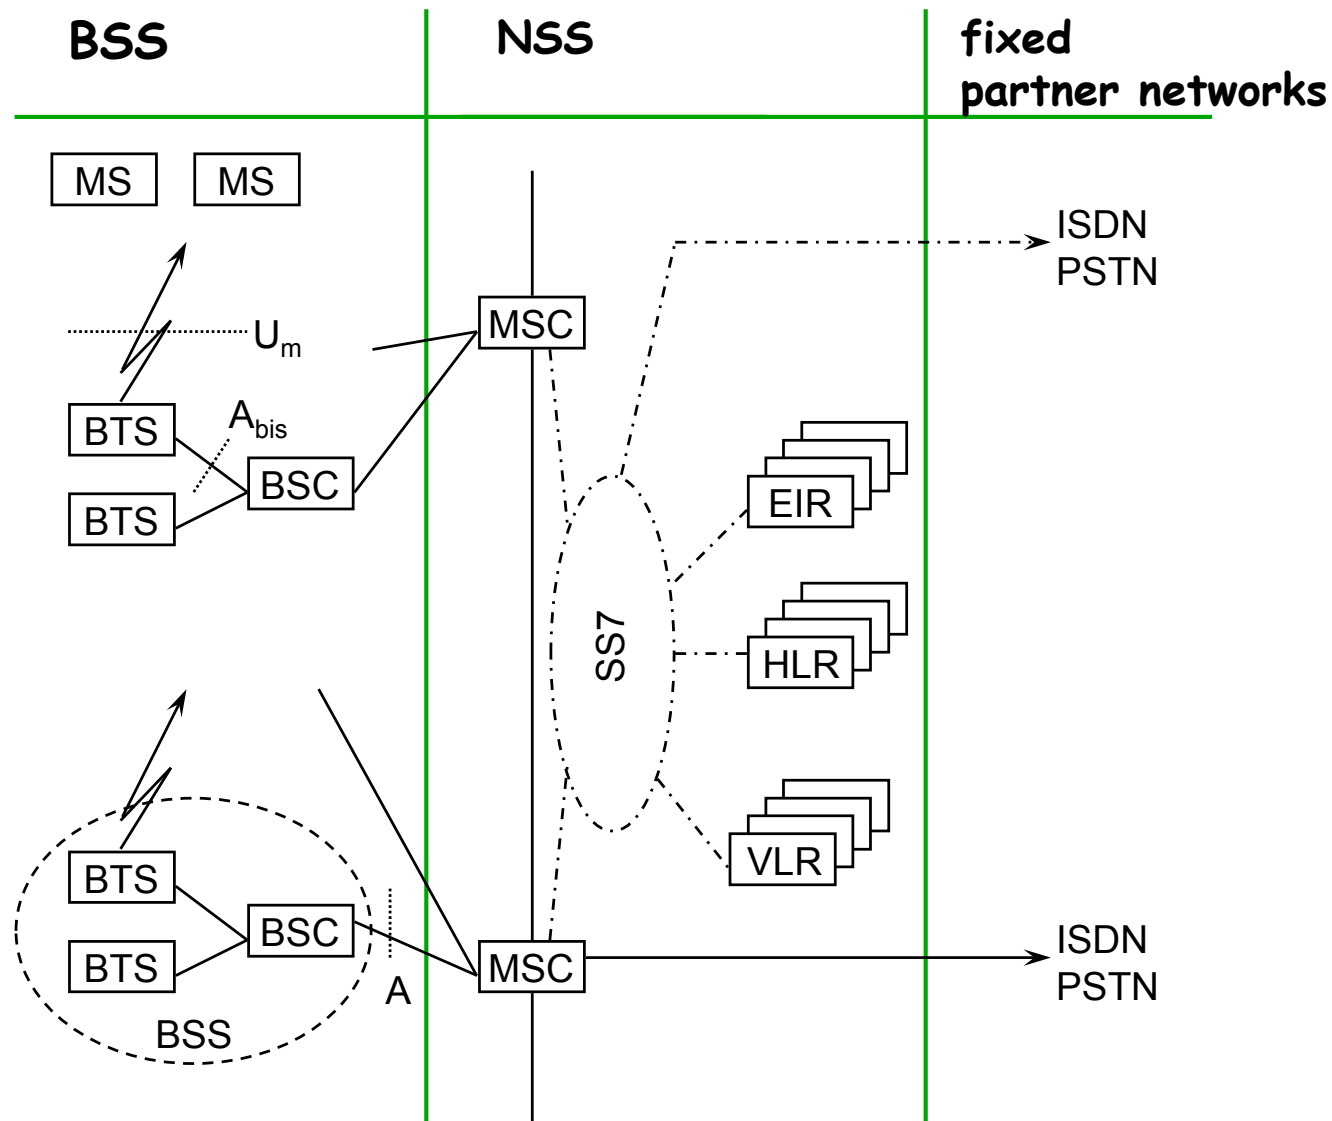 BSS
NSS
fixed
partner networks
MS
MS
ISDN
PSTN
MSC
Um
Abis
BTS
BSC
BTS
EIR
SS7
HLR
VLR
BTS
BSC
BTS
BSS
A
MSC
ISDN
PSTN